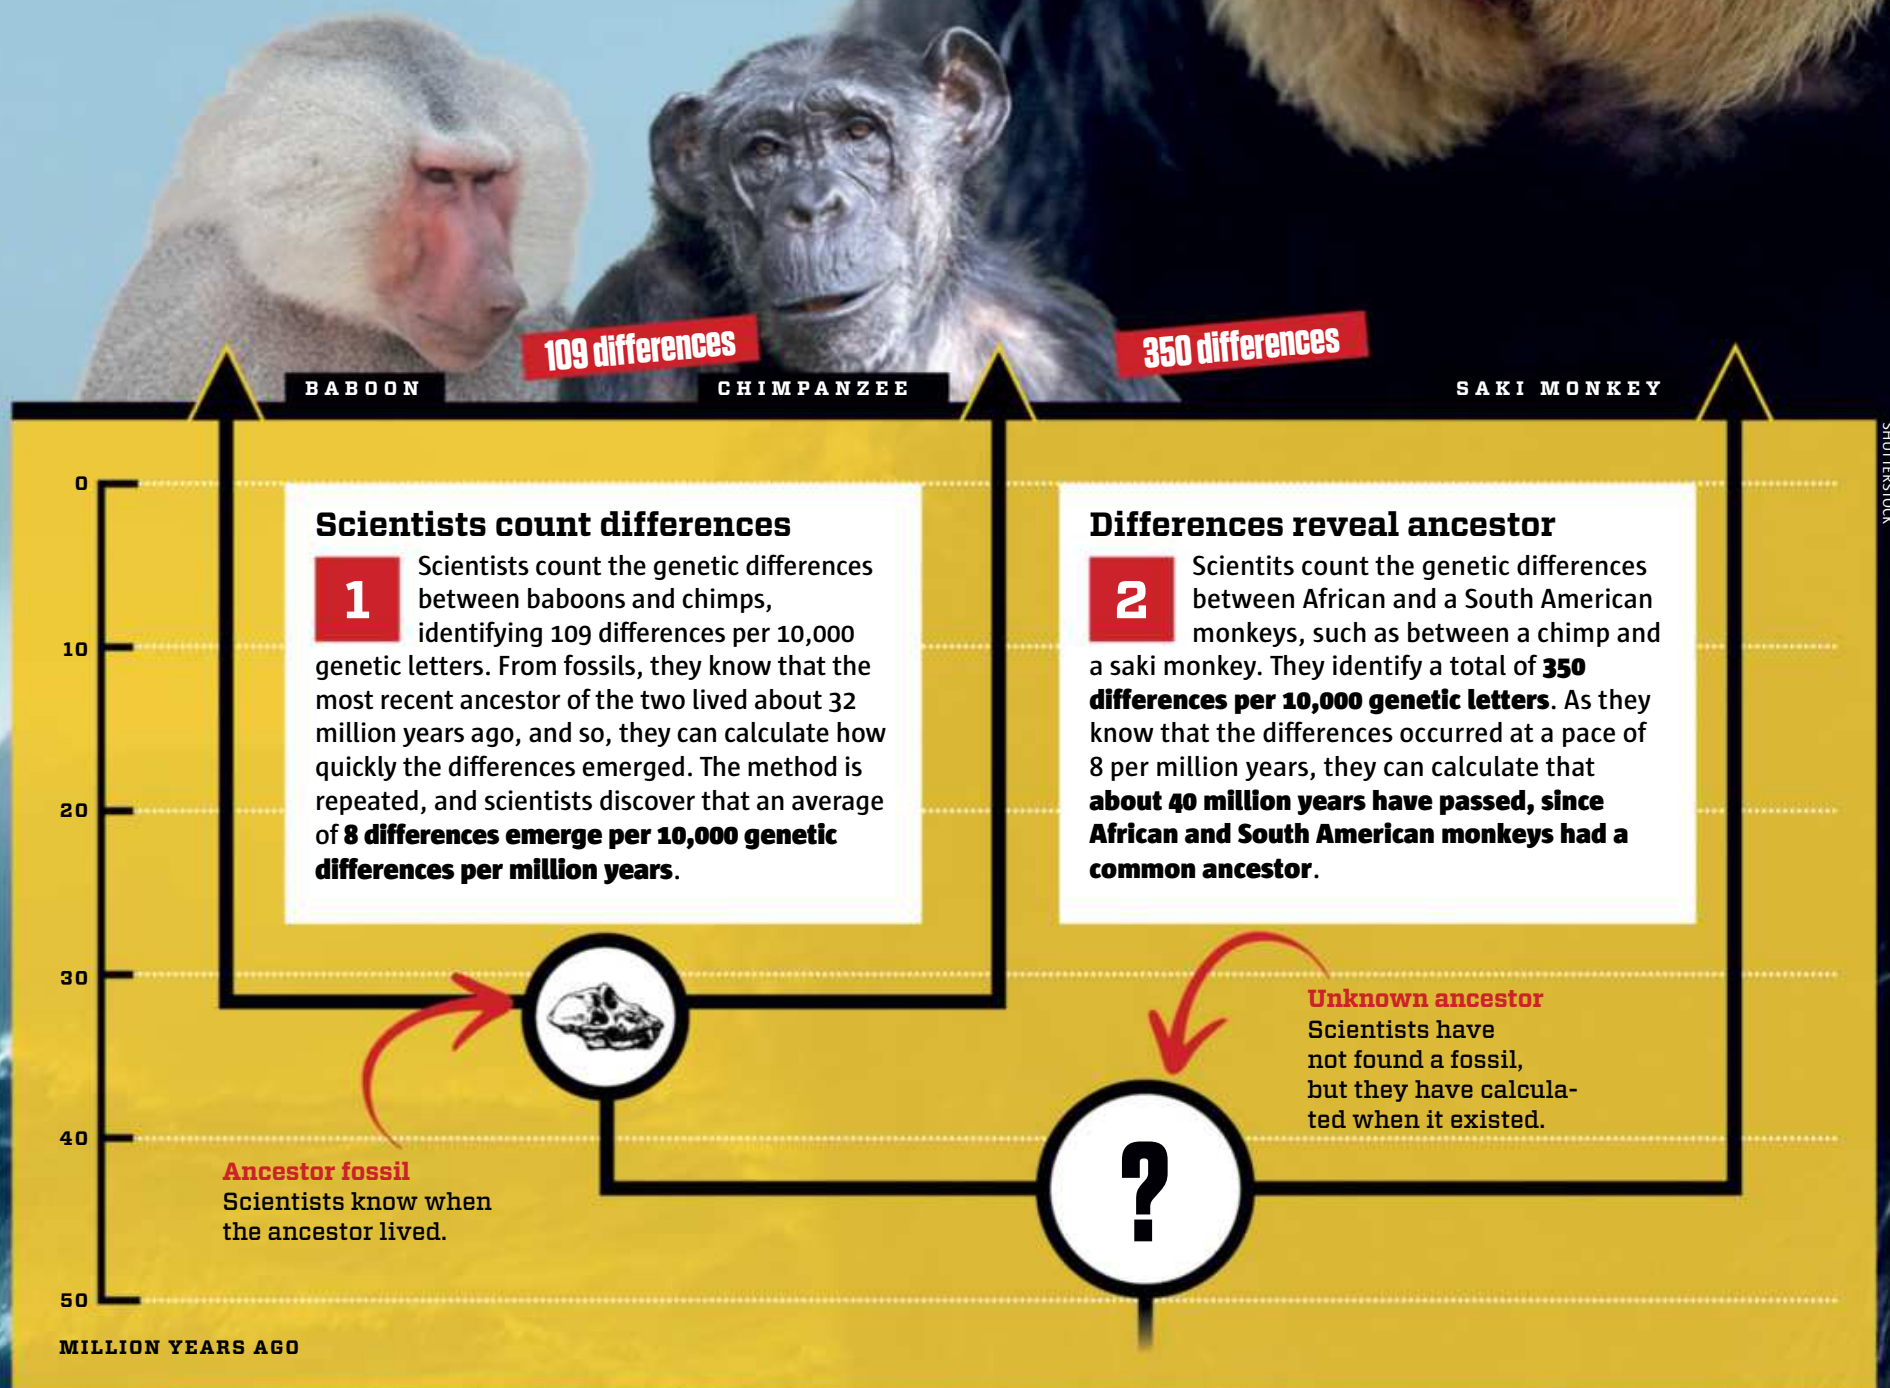 109 differences
350 differences
BABOON
CHIMPANZEE
SAKI MONKEY
SHUTTERSTOCK
0
10
20
30
40
50
MILLION YEARS AGO
Scientists count differences
1
Scientists count the genetic differences
between baboons and chimps,
identifying 109 differences per 10,000
genetic letters. From fossils, they know that the
most recent ancestor of the two lived about 32
million years ago, and so, they can calculate how
quickly the differences emerged. The method is
repeated, and scientists discover that an average
of 8 differences emerge per 10,000 genetic
differences per million years.
Differences reveal ancestor
2
Scientits count the genetic differences
between African and a South American
monkeys, such as between a chimp and
a saki monkey. They identify a total of 350
differences per 10,000 genetic letters. As they
know that the differences occurred at a pace of
8 per million years, they can calculate that
about 40 million years have passed, since
African and South American monkeys had a
common ancestor.
Unknown ancestor
Scientists have
not found a fossil,
but they have calcula-
ted when it existed.
?
Ancestor fossil
Scientists know when
the ancestor lived.